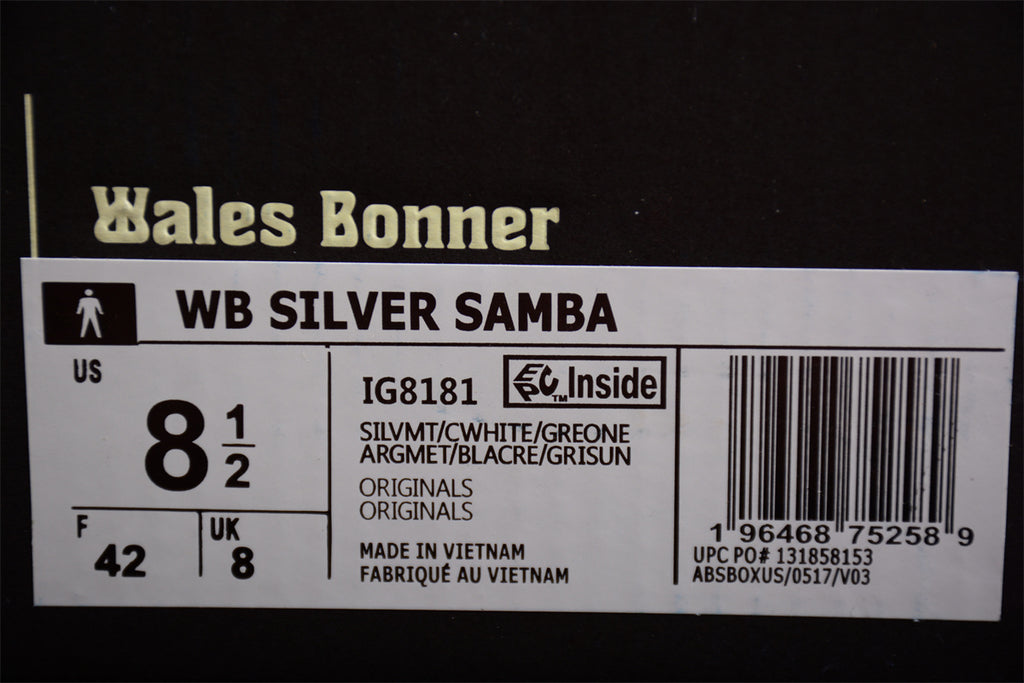 Wales Bonner
WB SILVER SAMBA
US
8 1/2
F
42
UK
8
IG8181
EPC™ Inside
SILVMT/CWHITE/GREONE
ARGMET/BLACRE/GRISUN
ORIGINALS
ORIGINALS
MADE IN VIETNAM
FABRIQUÉ AU VIETNAM
1 96468 75258 9
UPC PO# 131858153
ABSBOXUS/0517/V03